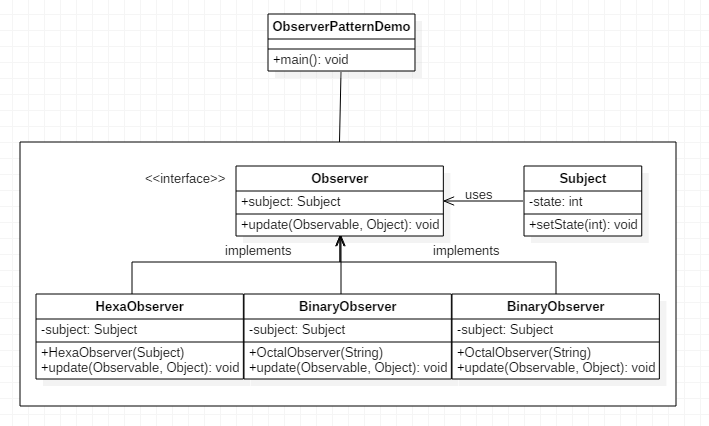 ObserverPatternDemo
+main(): void
<<interface>>
Observer
+subject: Subject
+update(Observable, Object): void
uses
Subject
-state: int
+setState(int): void
implements
implements
HexaObserver
-subject: Subject
+HexaObserver(Subject)
+update(Observable, Object): void
BinaryObserver
-subject: Subject
+OctalObserver(String)
+update(Observable, Object): void
BinaryObserver
-subject: Subject
+OctalObserver(String)
+update(Observable, Object): void